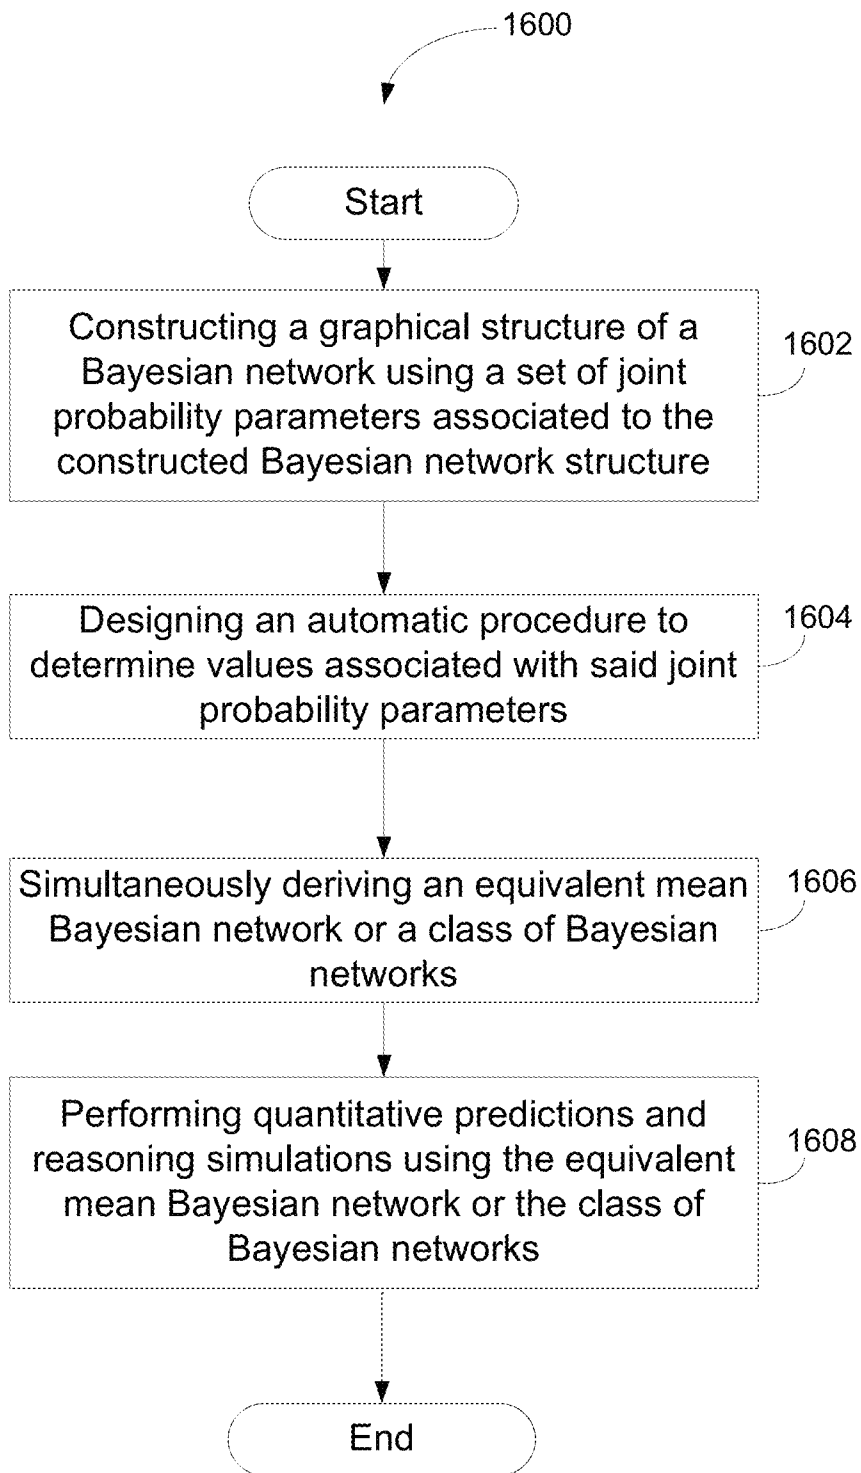 1600
Start
Constructing a graphical structure of a
Bayesian network using a set of joint
probability parameters associated to the
constructed Bayesian network structure
1602
Designing an automatic procedure to
determine values associated with said joint
probability parameters
1604
Simultaneously deriving an equivalent mean
Bayesian network or a class of Bayesian
networks
1606
Performing quantitative predictions and
reasoning simulations using the equivalent
mean Bayesian network or the class of
Bayesian networks
1608
End